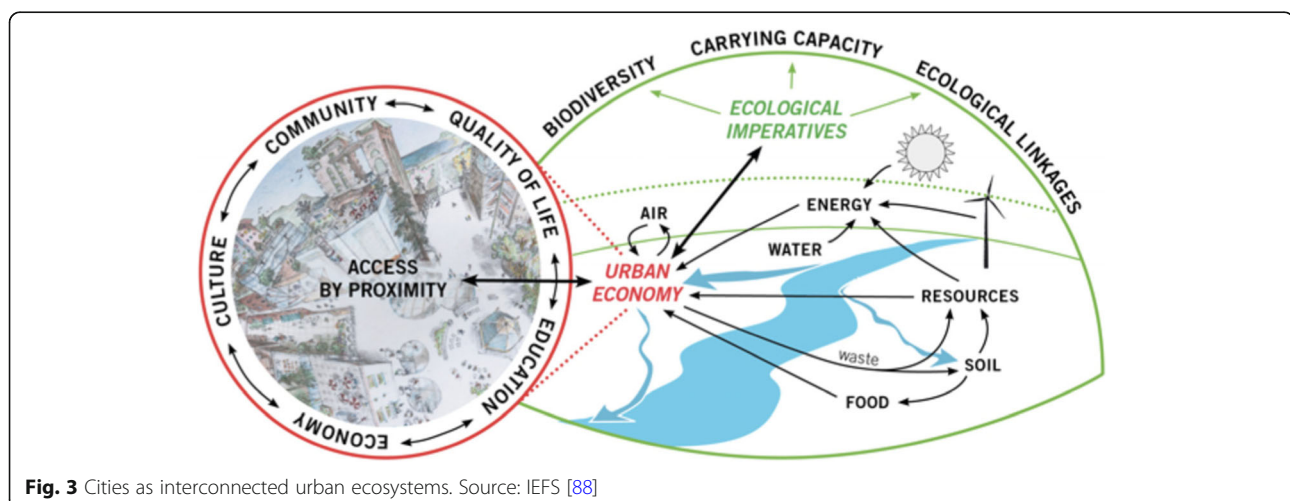 COMMUNITY
QUALITY OF LIFE
EDUCATION
ECONOMY
CULTURE
ACCESS
BY PROXIMITY
BIODIVERSITY
CARRYING CAPACITY
ECOLOGICAL LINKAGES
ECOLOGICAL
IMPERATIVES
AIR
ENERGY
WATER
URBAN
ECONOMY
RESOURCES
waste
SOIL
FOOD
Fig. 3 Cities as interconnected urban ecosystems. Source: IEFS [88]